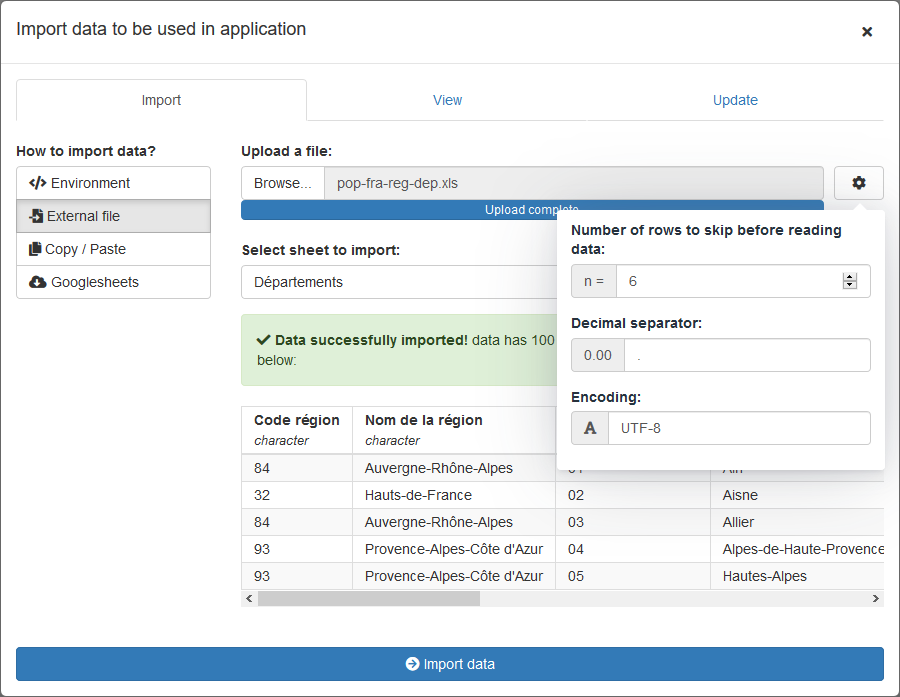 Import data to be used in application
×
Import
View
Update
How to import data?
Environment
External file
Copy / Paste
Googlesheets
Upload a file:
Browse...
pop-fra-reg-dep.xls
Upload complete
Select sheet to import:
Départements
Data successfully imported! data has 100
below:
Number of rows to skip before reading
data:
n =
6
Decimal separator:
0.00
.
Encoding:
A
UTF-8
Code région
Nom de la région
character
character
84
Auvergne-Rhône-Alpes
32
Hauts-de-France
02
Aisne
84
Auvergne-Rhône-Alpes
03
Allier
93
Provence-Alpes-Côte d'Azur
04
Alpes-de-Haute-Provence
93
Provence-Alpes-Côte d'Azur
05
Hautes-Alpes
Import data